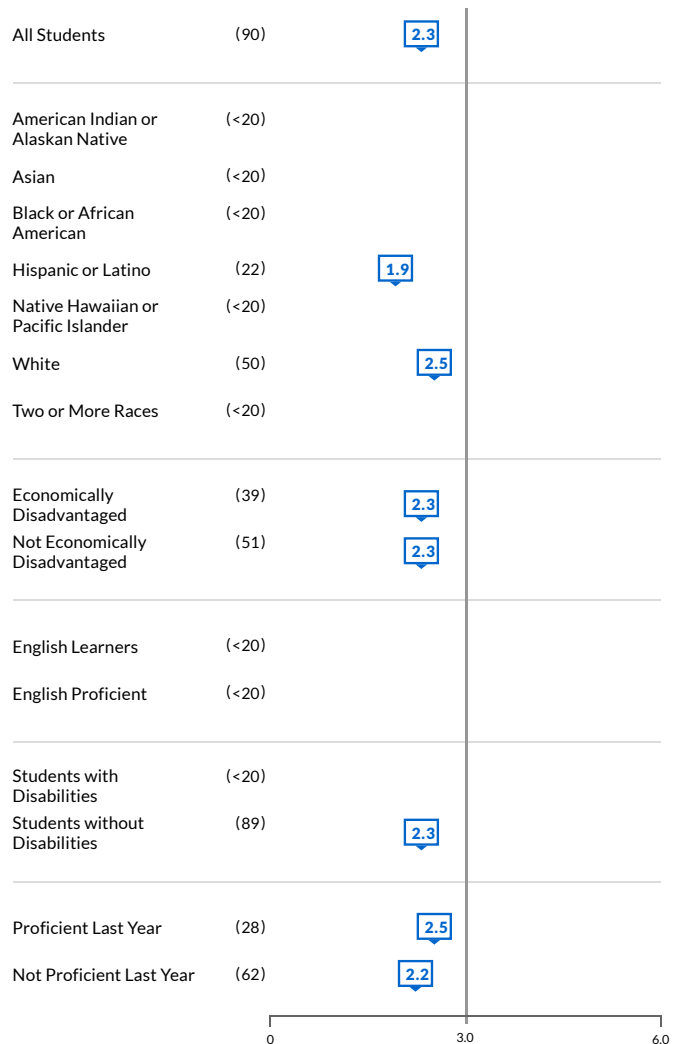 All Students (90) 2.3
American Indian or (<20)
Alaskan Native
Asian (<20)
Black or African (<20)
American
Hispanic or Latino (22) 1.9
Native Hawaiian or (<20)
Pacific Islander
White (50) 2.5
Two or More Races (<20)
Economically (39) 2.3
Disadvantaged
Not Economically (51) 2.3
Disadvantaged
English Learners (<20)
English Proficient (<20)
Students with (<20)
Disabilities
Students without (89) 2.3
Disabilities
Proficient Last Year (28) 2.5
Not Proficient Last Year (62) 2.2
0 3.0 6.0